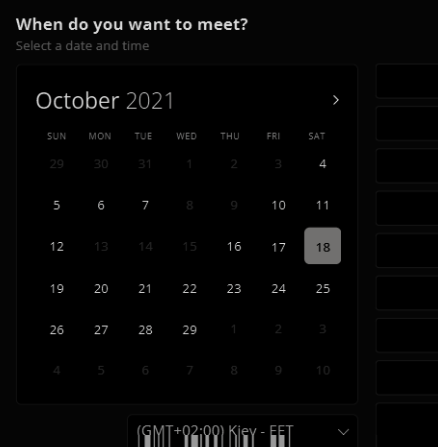 When do you want to meet?
Select a date and time
October 2021
SUN MON TUE WED THU FRI SAT
29 30 31 1 2 3 4
5 6 7 8 9 10 11
12 13 14 15 16 17 18
19 20 21 22 23 24 25
26 27 28 29 1 2 3
4 5 6 7 8 9 10
(GMT+02:00) Kiev - EET